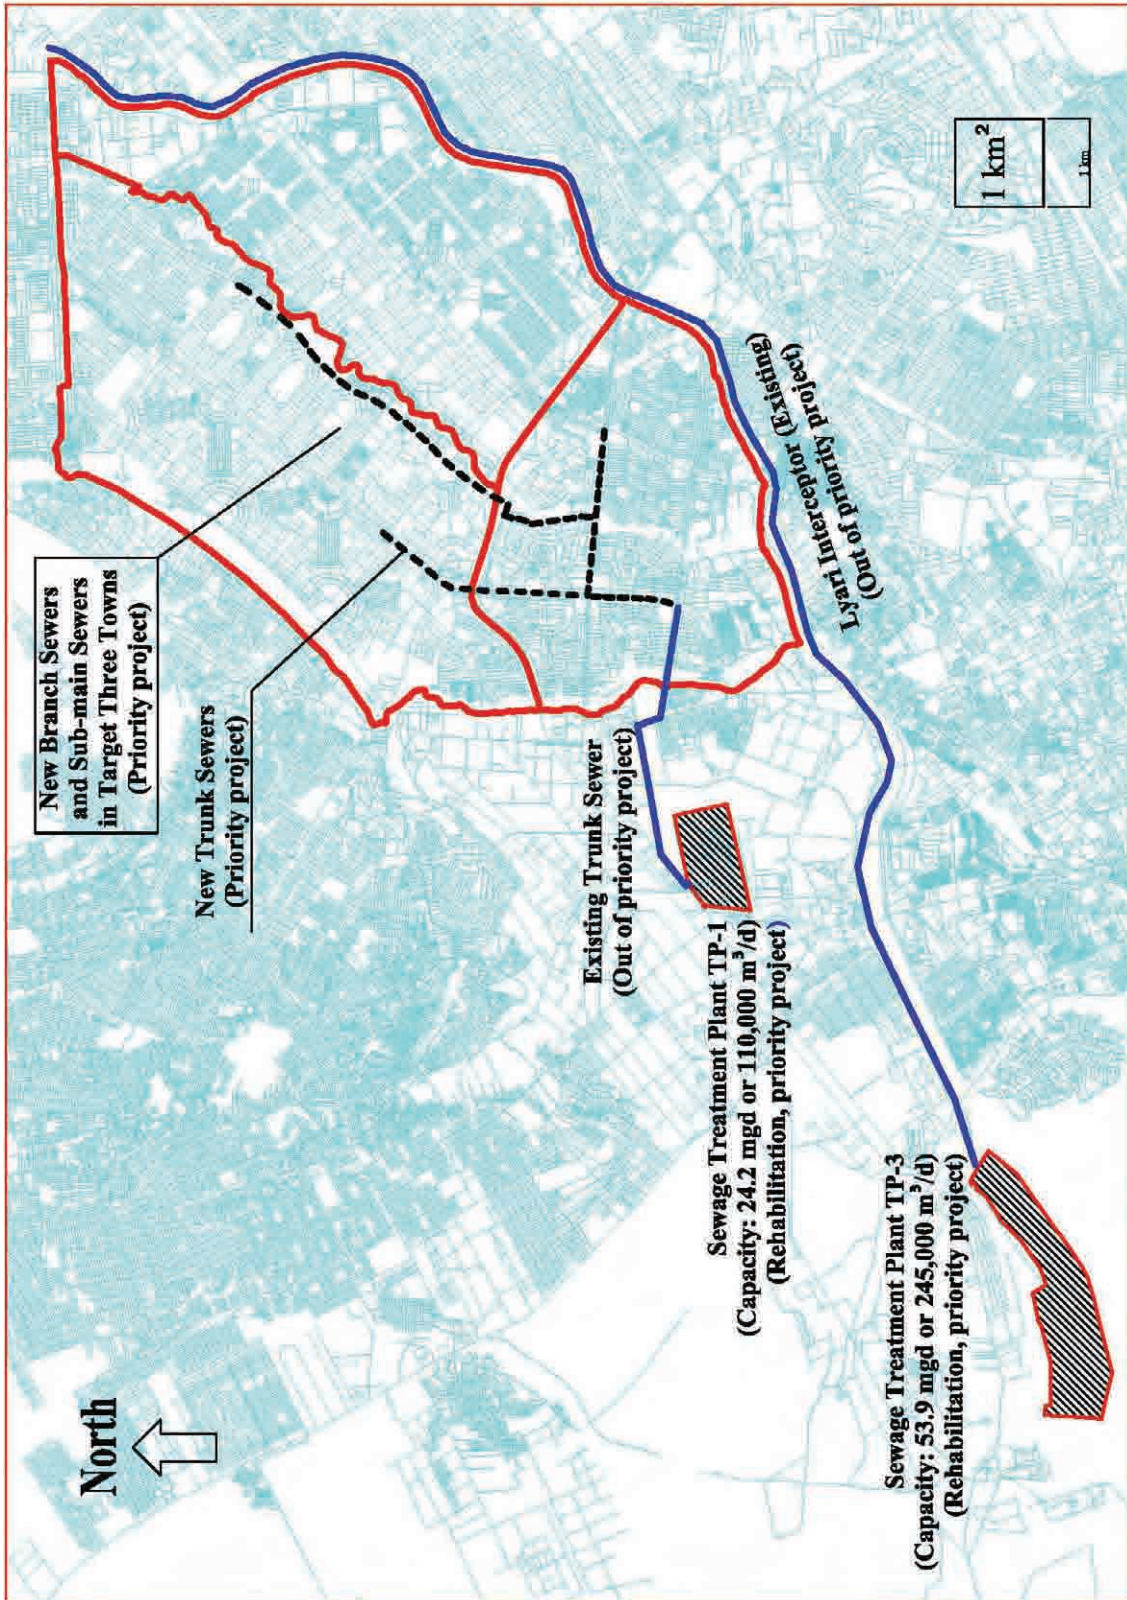 North
New Branch Sewers
and Sub-main Sewers
in Target Three Towns
(Priority project)
New Trunk Sewers
(Priority project)
Existing Trunk Sewer
(Out of priority project)
Sewage Treatment Plant TP-1
(Capacity: 24.2 mgd or 110,000 m³/d)
(Rehabilitation, priority project)
Sewage Treatment Plant TP-3
(Capacity: 53.9 mgd or 245,000 m³/d)
(Rehabilitation, priority project)
Lyari Interceptor (Existing)
(Out of priority project)
1 km²
1 km